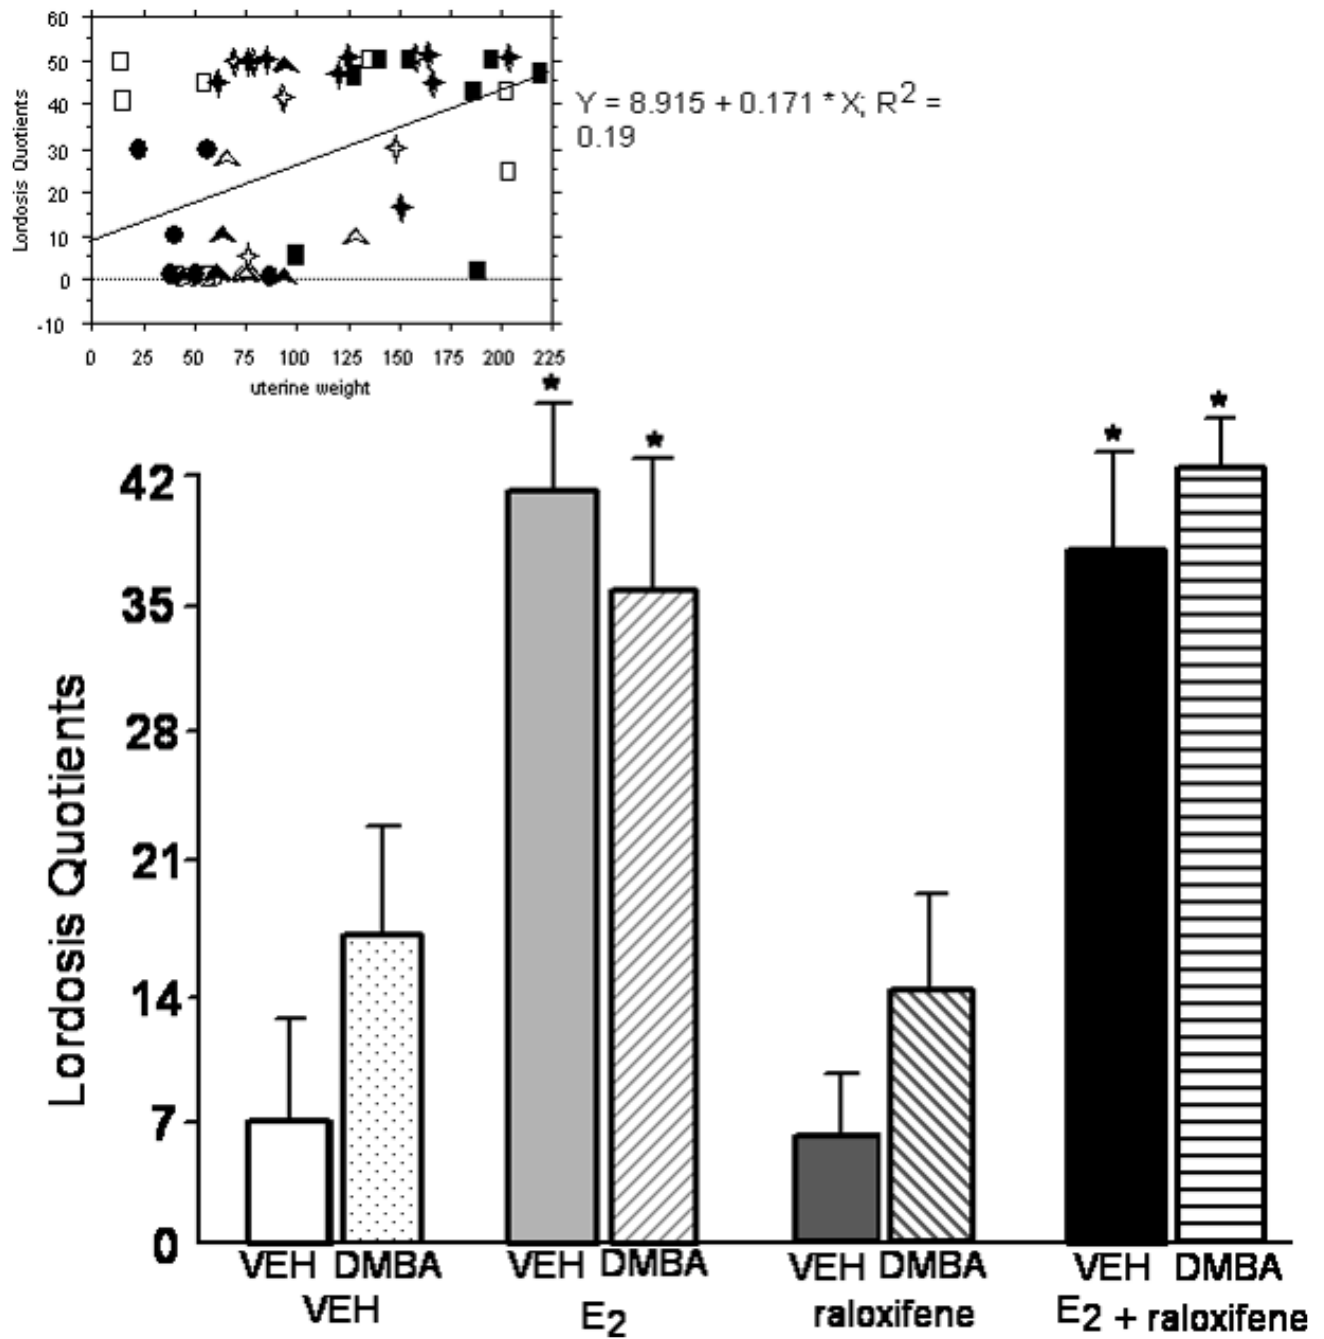 60
50
40
30
20
10
0
-10
Lordosis Quotients
0 25 50 75 100 125 150 175 200 225
uterine weight
Y = 8.915 + 0.171 * X; R² =
0.19
* * * *
42
35
28
21
14
7
0
Lordosis Quotients
VEH DMBA VEH DMBA VEH DMBA VEH DMBA
VEH E₂ raloxifene E₂ + raloxifene